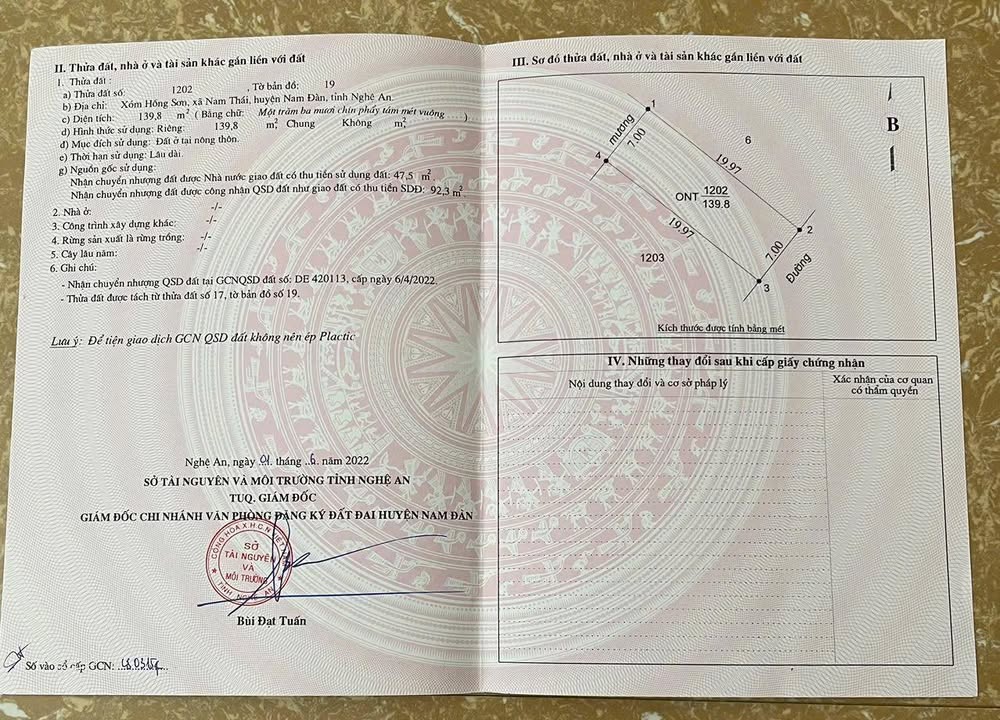 II. Thửa đất, nhà ở và tài sản khác gắn liền với đất
1. Thửa đất :
a) Thửa đất số: 1202 , Tờ bản đồ: 19
b) Địa chỉ: Xóm Hồng Sơn, xã Nam Thái, huyện Nam Đàn, tỉnh Nghệ An.
c) Diện tích: 139,8 m² ( Bằng chữ: Một trăm ba mươi chín phẩy tám mét vuông )
d) Hình thức sử dụng: Riêng: 139,8 m², Chung Không m²,
đ) Mục đích sử dụng: Đất ở tại nông thôn.
e) Thời hạn sử dụng: Lâu dài.
g) Nguồn gốc sử dụng:
Nhận chuyển nhượng đất được Nhà nước giao đất có thu tiền sử dụng đất: 47,5 m².
Nhận chuyển nhượng đất được công nhận QSD đất như giao đất có thu tiền SDĐ: 92,3 m².
2. Nhà ở: -/-
3. Công trình xây dựng khác: -/-
4. Rừng sản xuất là rừng trồng: -/-
5. Cây lâu năm: -/-
6. Ghi chú:
- Nhận chuyển nhượng QSD đất tại GCNQSD đất số: DE 420113, cấp ngày 6/4/2022.
- Thửa đất được tách từ thửa đất số 17, tờ bản đồ số 19.
Lưu ý: Để tiện giao dịch GCN QSD đất không nên ép Plactic
Nghệ An, ngày 01 tháng 6 năm 2022
SỞ TÀI NGUYÊN VÀ MÔI TRƯỜNG TỈNH NGHỆ AN
TUQ. GIÁM ĐỐC
GIÁM ĐỐC CHI NHÁNH VĂN PHÒNG ĐĂNG KÝ ĐẤT ĐAI HUYỆN NAM ĐÀN
CỘNG HÒA X.H.C.N VIỆT NAM
SỞ
TÀI NGUYÊN
VÀ
MÔI TRƯỜNG
TỈNH NGHỆ AN
Bùi Đạt Tuấn
Số vào sổ cấp GCN:
III. Sơ đồ thửa đất, nhà ở và tài sản khác gắn liền với đất
B
1
mương
7.00
6
4
19.97
ONT 1202
139.8
19.97
2
1203
7.00
Đường
3
Kích thước được tính bằng mét
IV. Những thay đổi sau khi cấp giấy chứng nhận
Nội dung thay đổi và cơ sở pháp lý
Xác nhận của cơ quan
có thẩm quyền